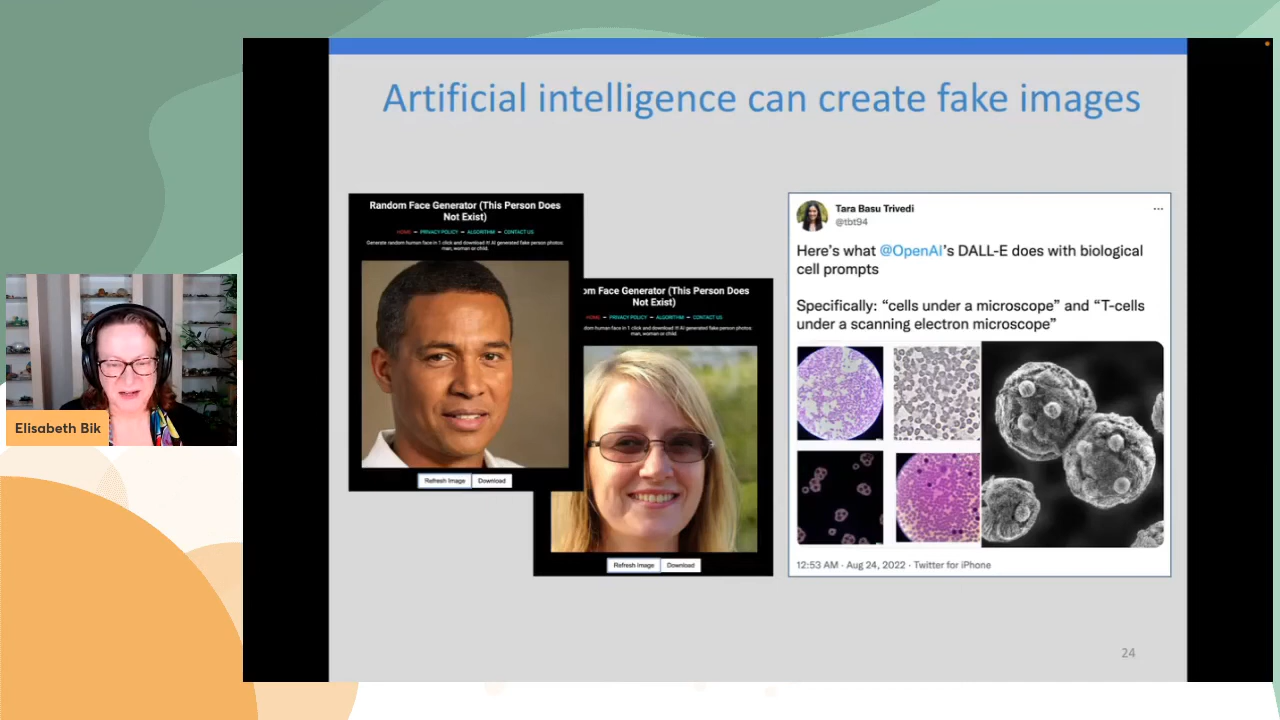 Artificial intelligence can create fake images
Random Face Generator (This Person Does
Not Exist)
HOME – PRIVACY POLICY – ALGORITHM – CONTACT US
Generate random human face in 1 click and download it! AI generated fake person photos:
man, woman or child.
Refresh Image Download
om Face Generator (This Person Does
Not Exist)
HOME – PRIVACY POLICY – ALGORITHM – CONTACT US
dom human face in 1 click and download it! AI generated fake person photos:
man, woman or child.
Refresh Image Download
Tara Basu Trivedi
@tbt94
Here's what @OpenAI's DALL-E does with biological
cell prompts
Specifically: “cells under a microscope” and “T-cells
under a scanning electron microscope”
12:53 AM · Aug 24, 2022 · Twitter for iPhone
24
Elisabeth Bik